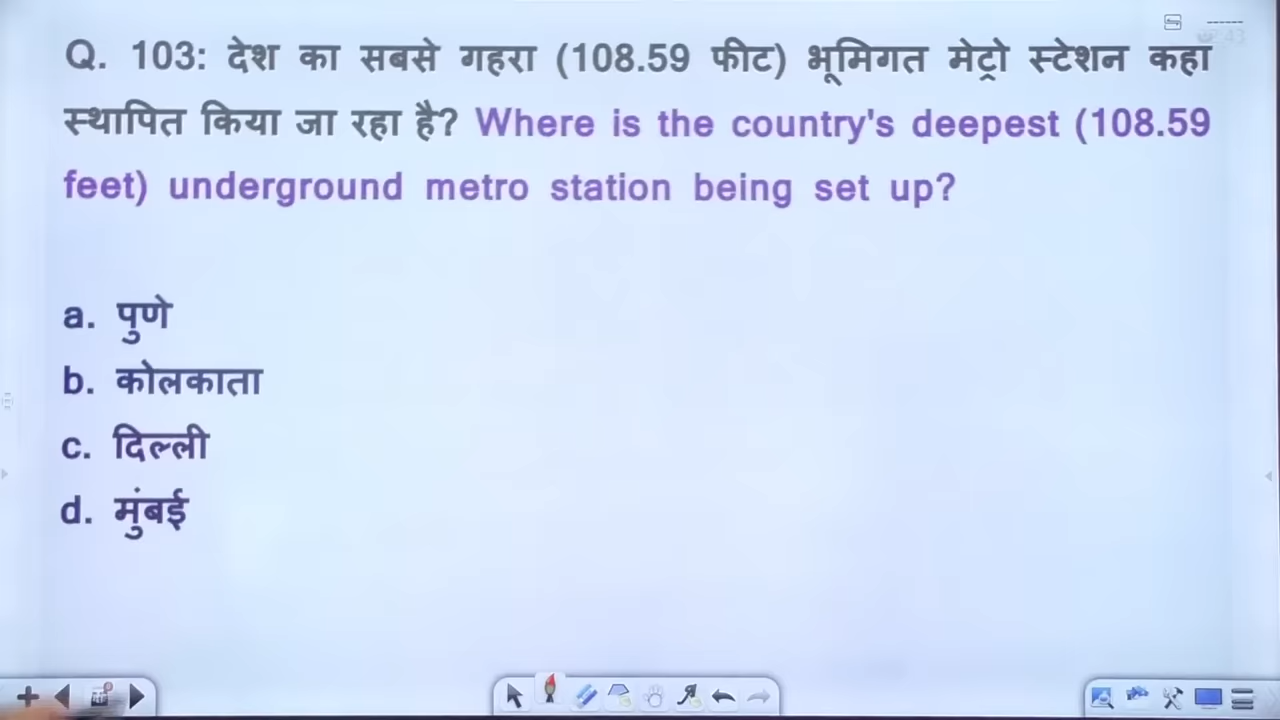 Q. 103: देश का सबसे गहरा (108.59 फीट) भूमिगत मेट्रो स्टेशन कहा
स्थापित किया जा रहा है? Where is the country's deepest (108.59
feet) underground metro station being set up?
a. पुणे
b. कोलकाता
c. दिल्ली
d. मुंबई